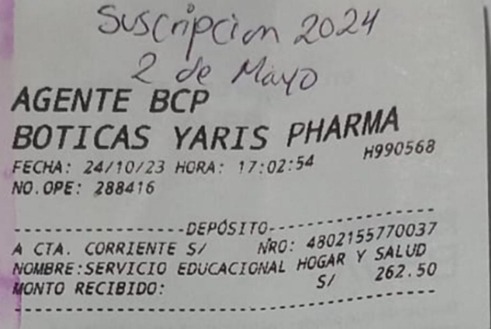 Suscripcion 2024
2 de Mayo
AGENTE BCP
BOTICAS YARIS PHARMA
FECHA: 24/10/23 HORA: 17:02:54 H990568
NO.OPE: 288416
------------------DEPÓSITO------------------
A CTA. CORRIENTE S/ NRO: 4802155770037
NOMBRE:SERVICIO EDUCACIONAL HOGAR Y SALUD
MONTO RECIBIDO: S/ 262.50
--------------------------------------------